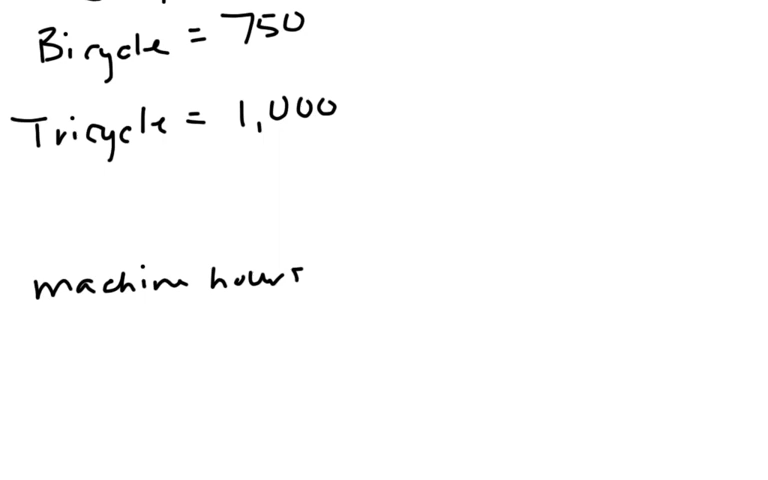 Bicycle = 750
Tricycle = 1,000
machine hours